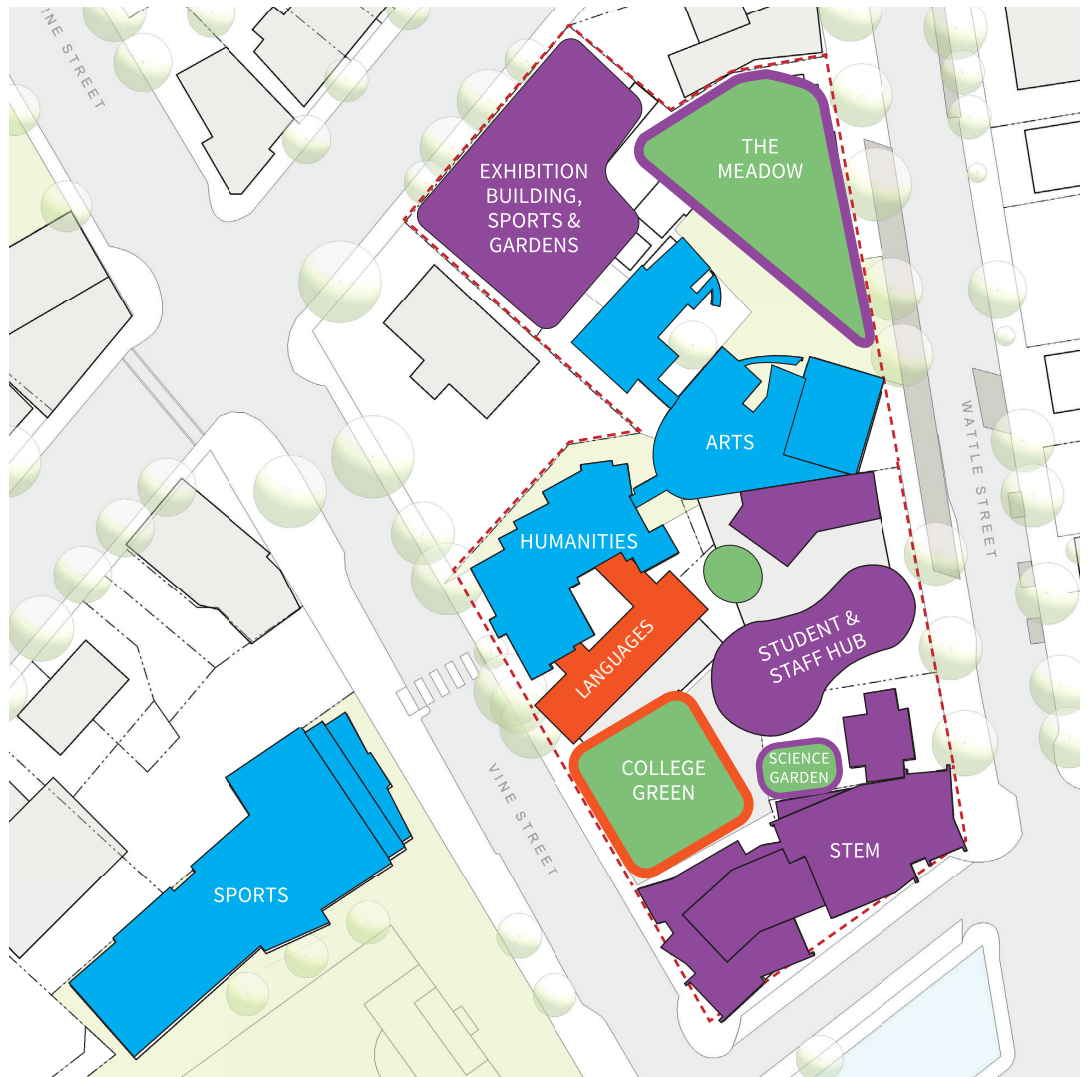 INE STREET
EXHIBITION
BUILDING,
SPORTS &
GARDENS
THE
MEADOW
ARTS
WATTLE STREET
HUMANITIES
LANGUAGES
STUDENT &
STAFF HUB
COLLEGE
GREEN
SCIENCE
GARDEN
VINE STREET
STEM
SPORTS